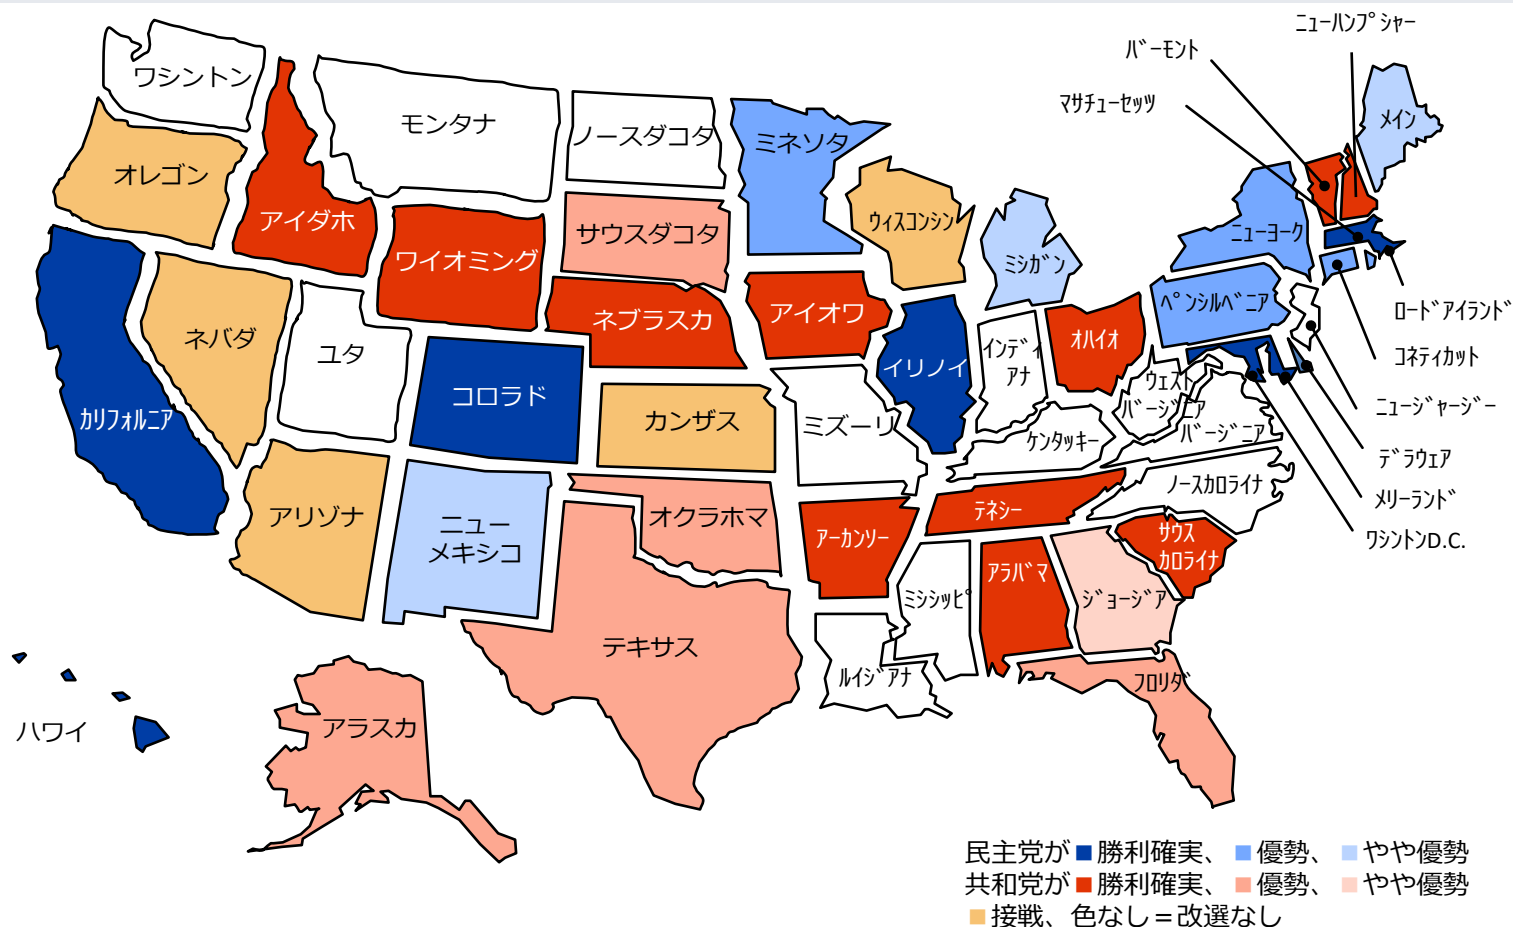 ニューハンプシャー
バーモント
マサチューセッツ
メイン
ワシントン
モンタナ
ノースダコタ
ミネソタ
オレゴン
アイダホ
ワイオミング
サウスダコタ
ウィスコンシン
ミシガン
ニューヨーク
ネブラスカ
アイオワ
ペンシルベニア
ロードアイランド
ネバダ
ユタ
コロラド
イリノイ
インディ
アナ
オハイオ
コネティカット
カリフォルニア
カンザス
ミズーリ
ケンタッキー
ウェスト
バージニア
バージニア
ニュージャージー
デラウェア
アリゾナ
ニュー
メキシコ
オクラホマ
アーカンソー
テネシー
ノースカロライナ
メリーランド
サウス
カロライナ
ワシントンD.C.
テキサス
ルイジアナ
ミシシッピ
アラバマ
ジョージア
フロリダ
ハワイ
アラスカ
民主党が■勝利確実、■優勢、■やや優勢
共和党が■勝利確実、■優勢、■やや優勢
■接戦、色なし＝改選なし